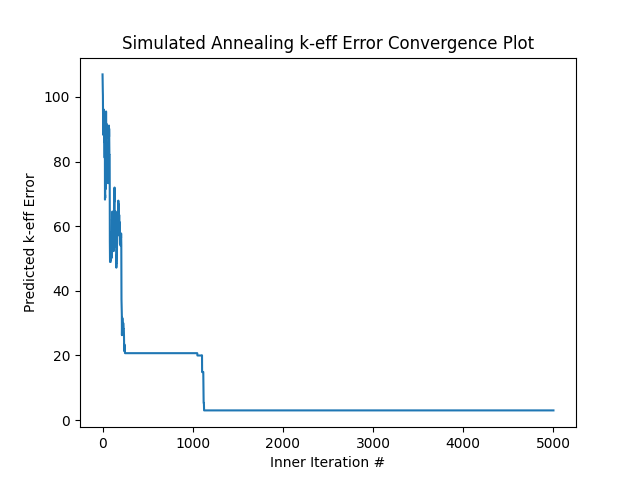 Simulated Annealing k-eff Error Convergence Plot
100
80
60
40
20
0
Predicted k-eff Error
0 1000 2000 3000 4000 5000
Inner Iteration #